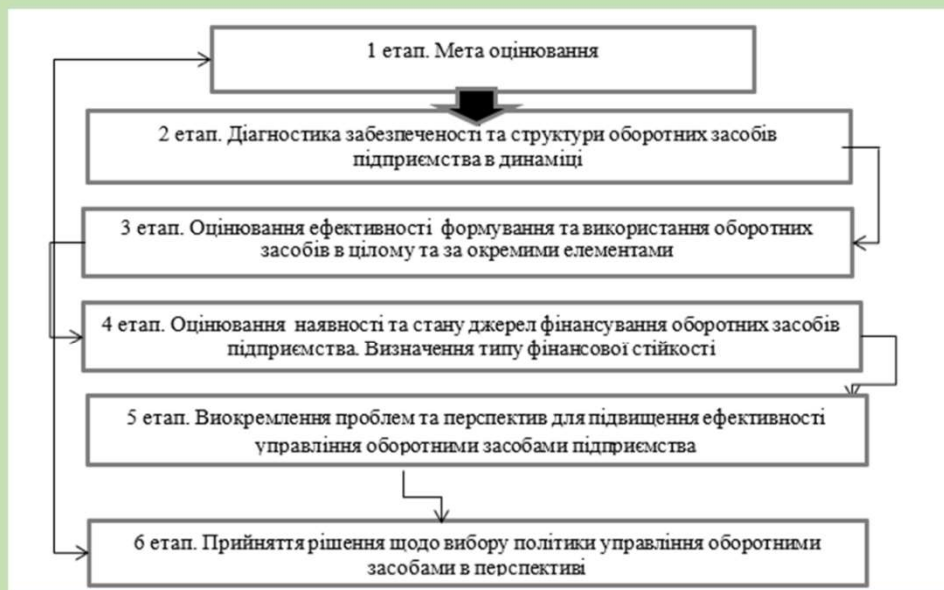 1 етап. Мета оцінювання
2 етап. Діагностика забезпеченості та структури оборотних засобів
підприємства в динаміці
3 етап. Оцінювання ефективності формування та використання оборотних
засобів в цілому та за окремими елементами
4 етап. Оцінювання наявності та стану джерел фінансування оборотних засобів
підприємства. Визначення типу фінансової стійкості
5 етап. Виокремлення проблем та перспектив для підвищення ефективності
управління оборотними засобами підприємства
6 етап. Прийняття рішення щодо вибору політики управління оборотними
засобами в перспективі